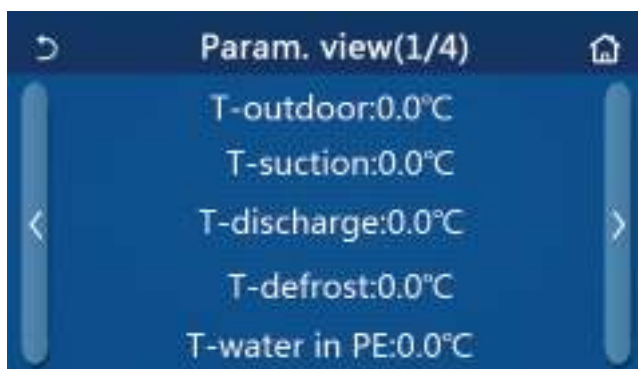 Param. view(1/4)
T-outdoor:0.0℃
T-suction:0.0℃
T-discharge:0.0℃
T-defrost:0.0℃
T-water in PE:0.0℃